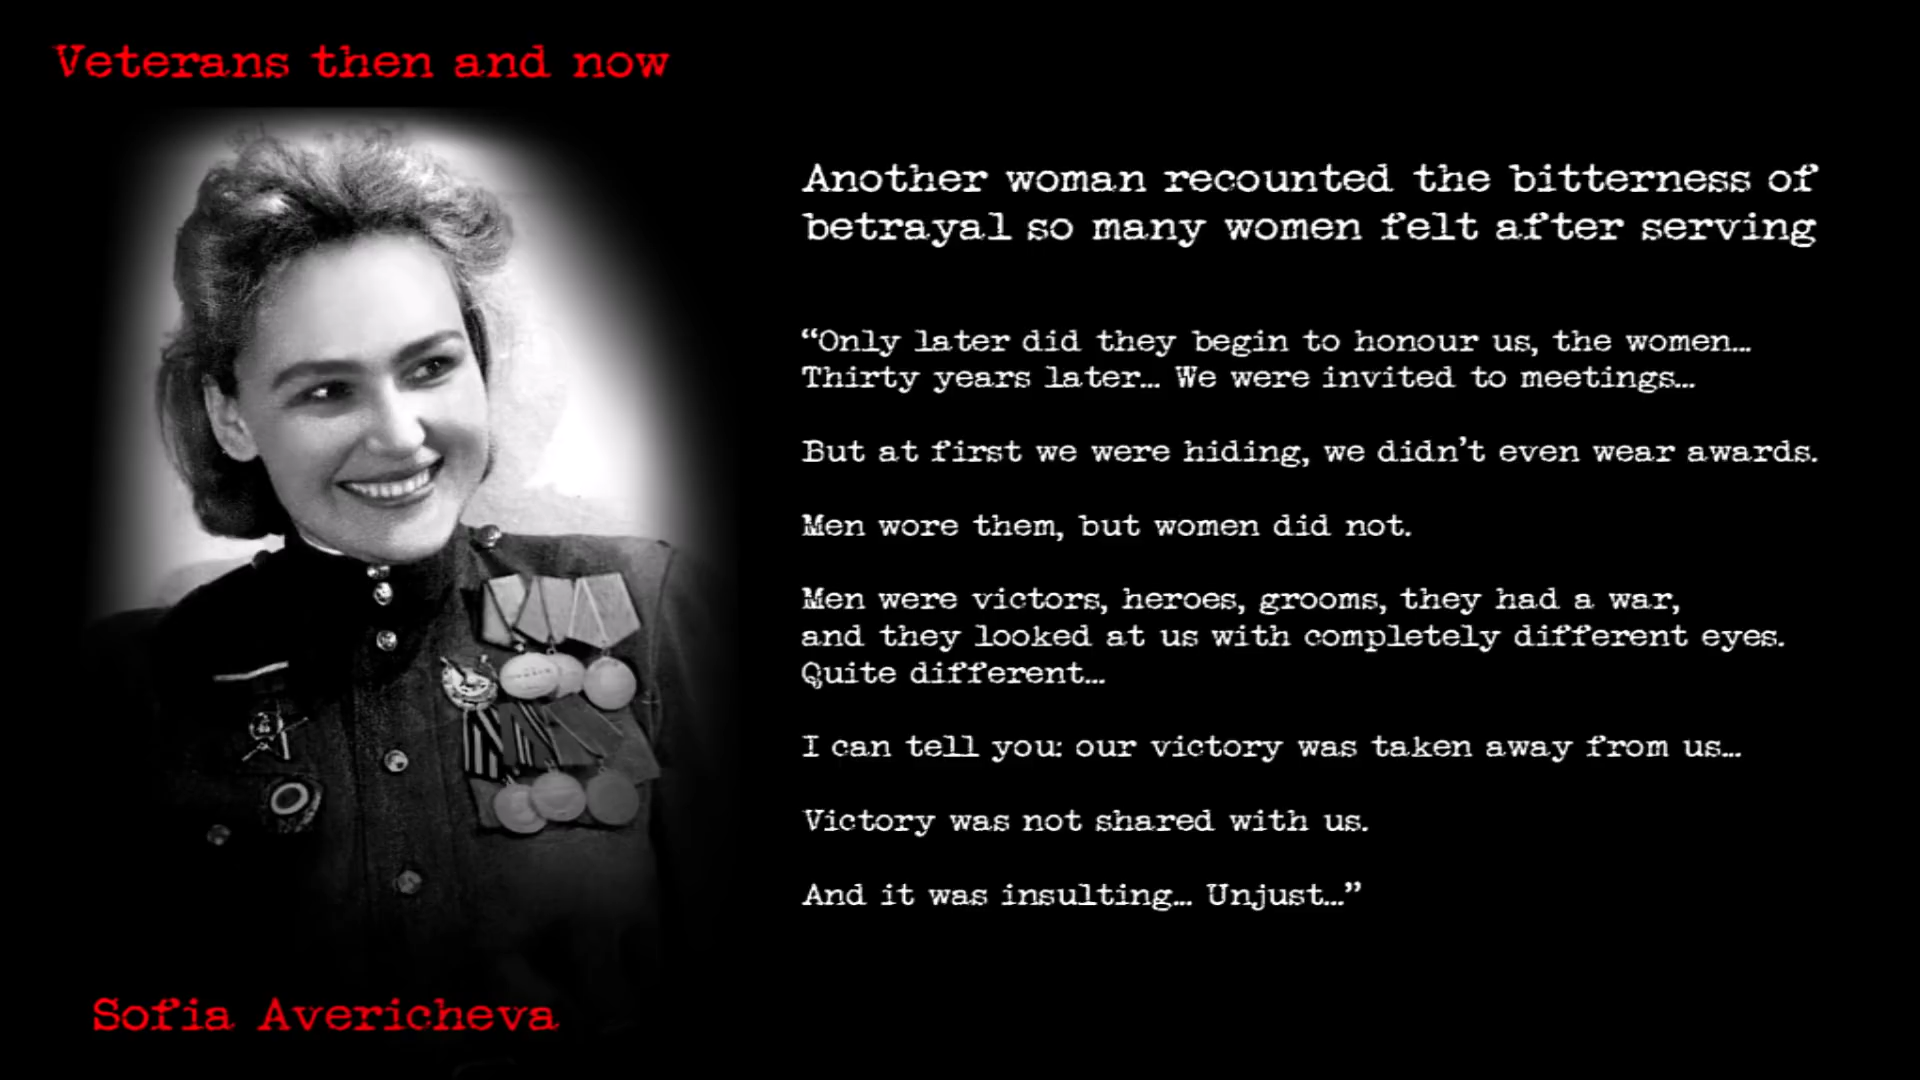 Veterans then and now
Another woman recounted the bitterness of
betrayal so many women felt after serving
“Only later did they begin to honour us, the women…
Thirty years later… We were invited to meetings…
But at first we were hiding, we didn’t even wear awards.
Men wore them, but women did not.
Men were victors, heroes, grooms, they had a war,
and they looked at us with completely different eyes.
Quite different…
I can tell you: our victory was taken away from us…
Victory was not shared with us.
And it was insulting… Unjust…”
Sofia Avericheva